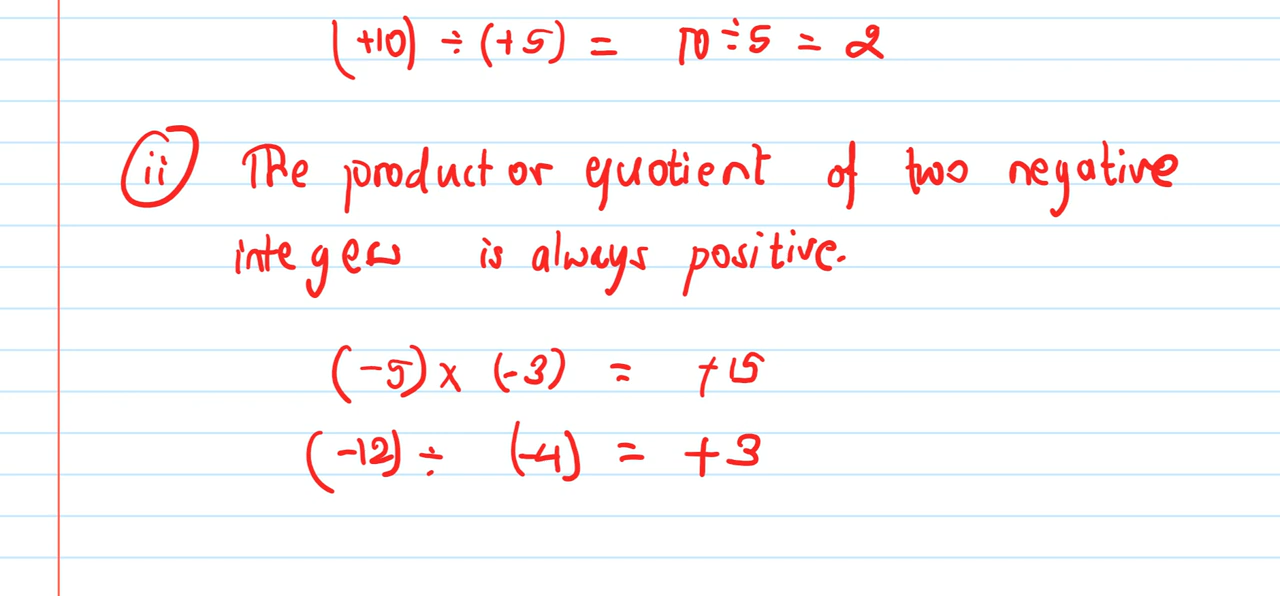 (+10) ÷ (+5) = 10÷5 = 2
(ii) The product or quotient of two negative
integers is always positive.
(-5) x (-3) = +15
(-12) ÷ (-4) = +3